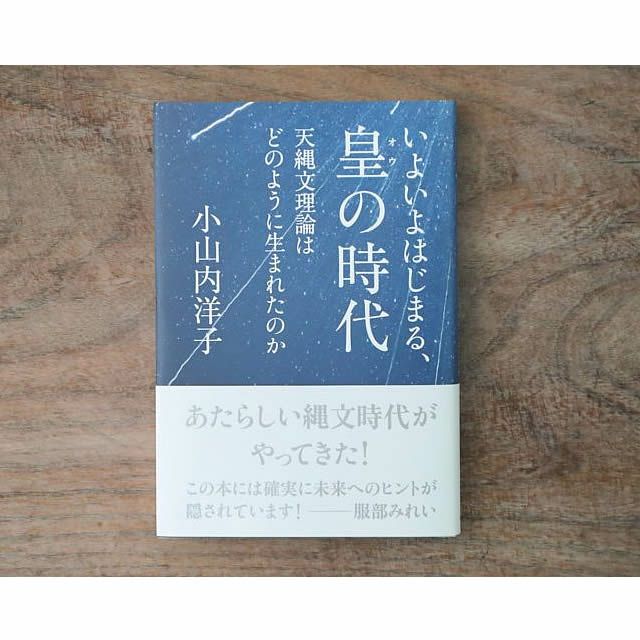 いよいよはじまる、
皇の時代
オウ
天縄文理論は
どのように生まれたのか
小山内洋子
あたらしい縄文時代が
やってきた!
この本には確実に未来へのヒントが
隠されています!――服部みれい